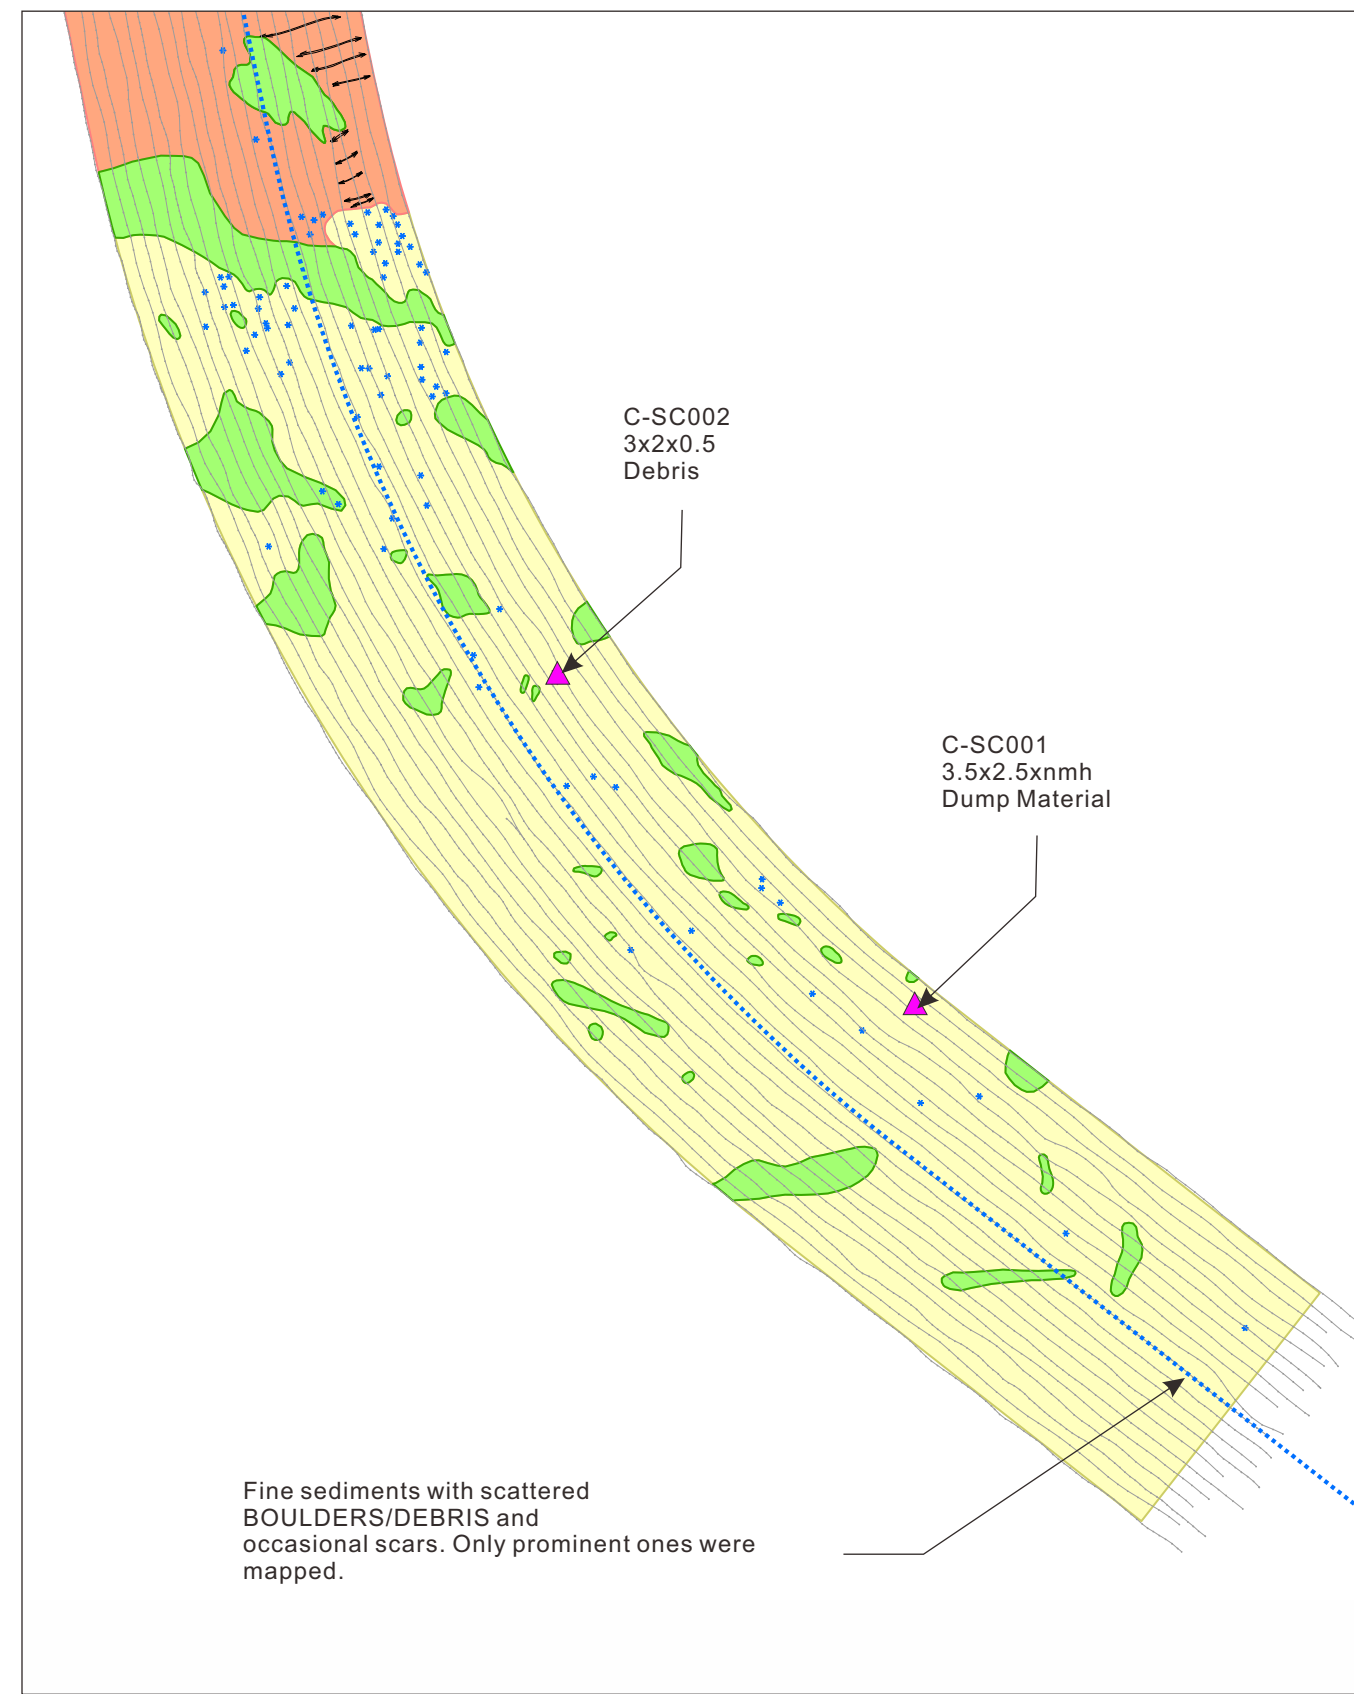 C-SC002
3x2x0.5
Debris
C-SC001
3.5x2.5xnmh
Dump Material
Fine sediments with scattered
BOULDERS/DEBRIS and
occasional scars. Only prominent ones were
mapped.